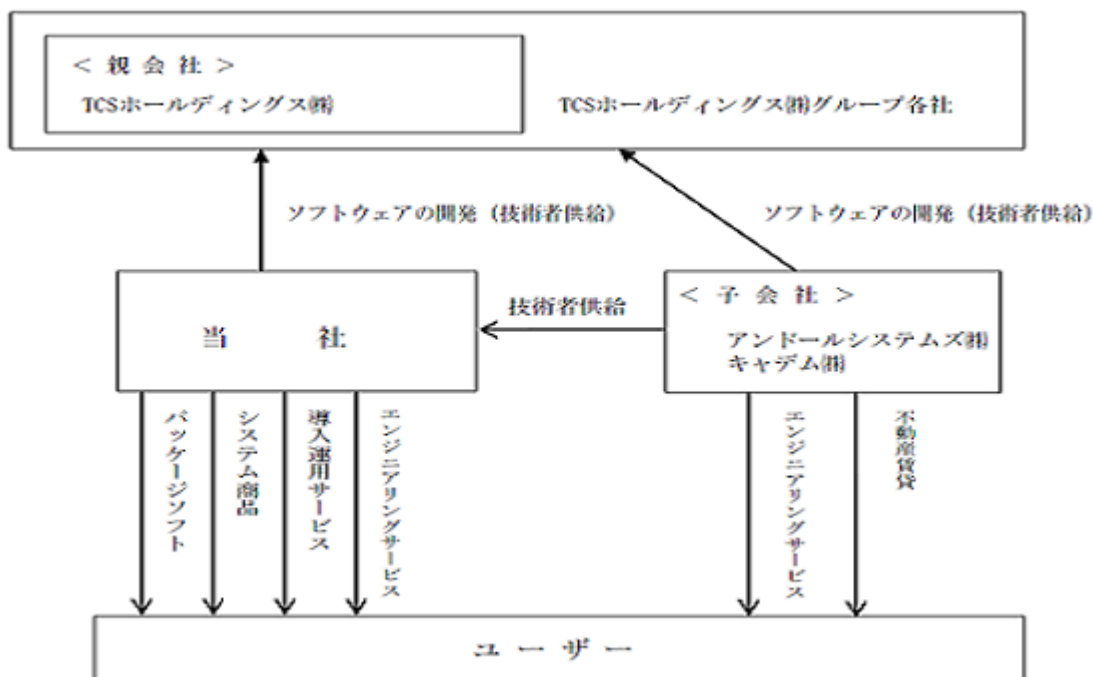 < 親 会 社 >
TCSホールディングス㈱
TCSホールディングス㈱グループ各社
ソフトウェアの開発（技術者供給）
ソフトウェアの開発（技術者供給）
当 社
技術者供給
< 子 会 社 >
アンドールシステムズ㈱
キャデム㈱
パッケージソフト
システム商品
導入運用サービス
エンジニアリングサービス
エンジニアリングサービス
不動産賃貸
ユーザー